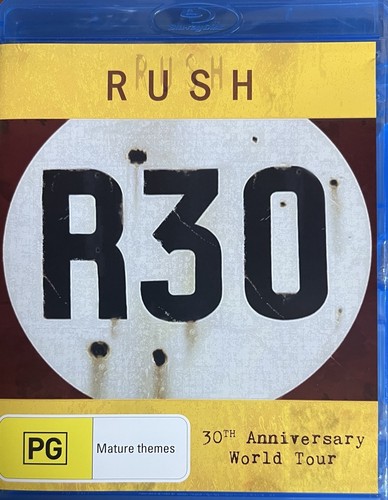 RUSH
R30
PG
Mature themes
30TH Anniversary
World Tour